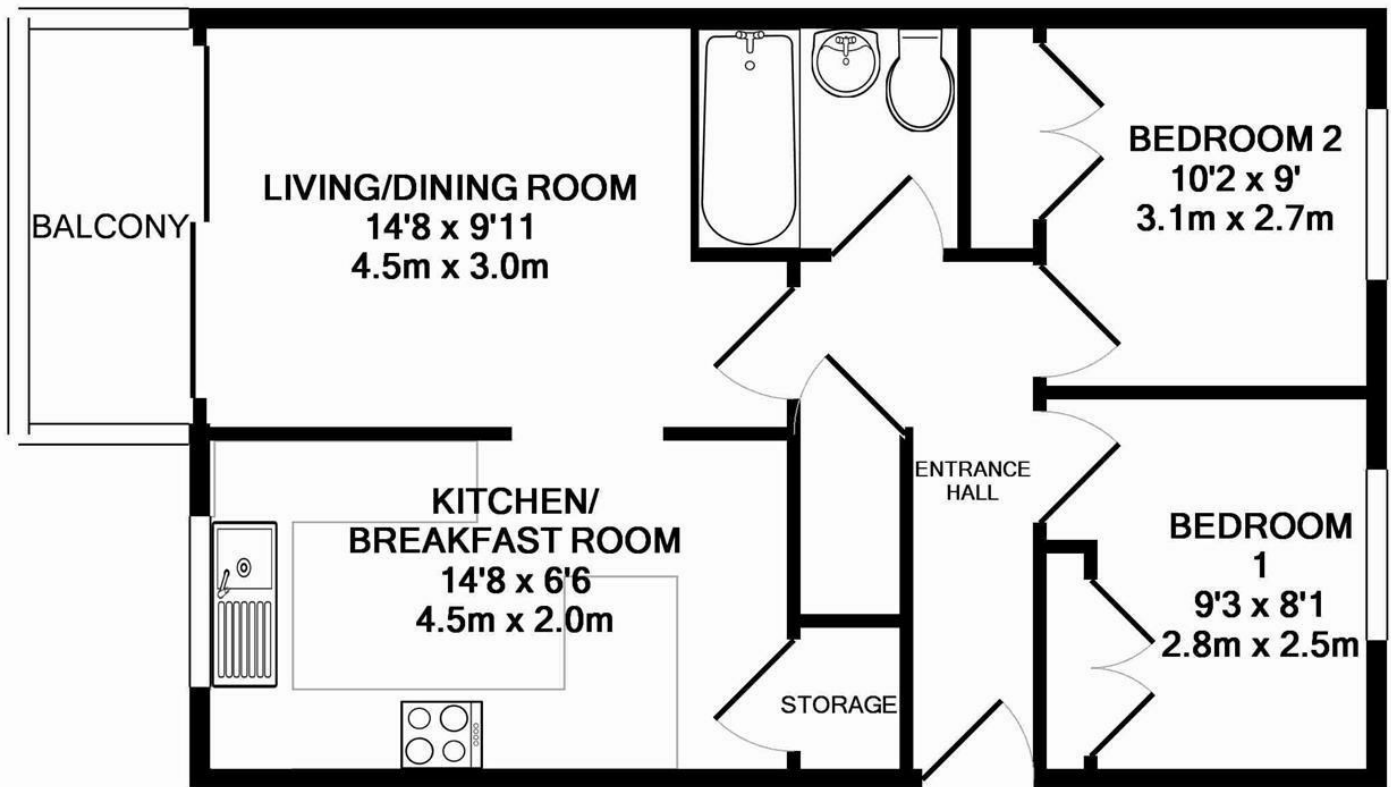 BALCONY
LIVING/DINING ROOM
14'8 x 9'11
4.5m x 3.0m
BEDROOM 2
10'2 x 9'
3.1m x 2.7m
KITCHEN/
BREAKFAST ROOM
14'8 x 6'6
4.5m x 2.0m
ENTRANCE
HALL
BEDROOM
1
9'3 x 8'1
2.8m x 2.5m
STORAGE